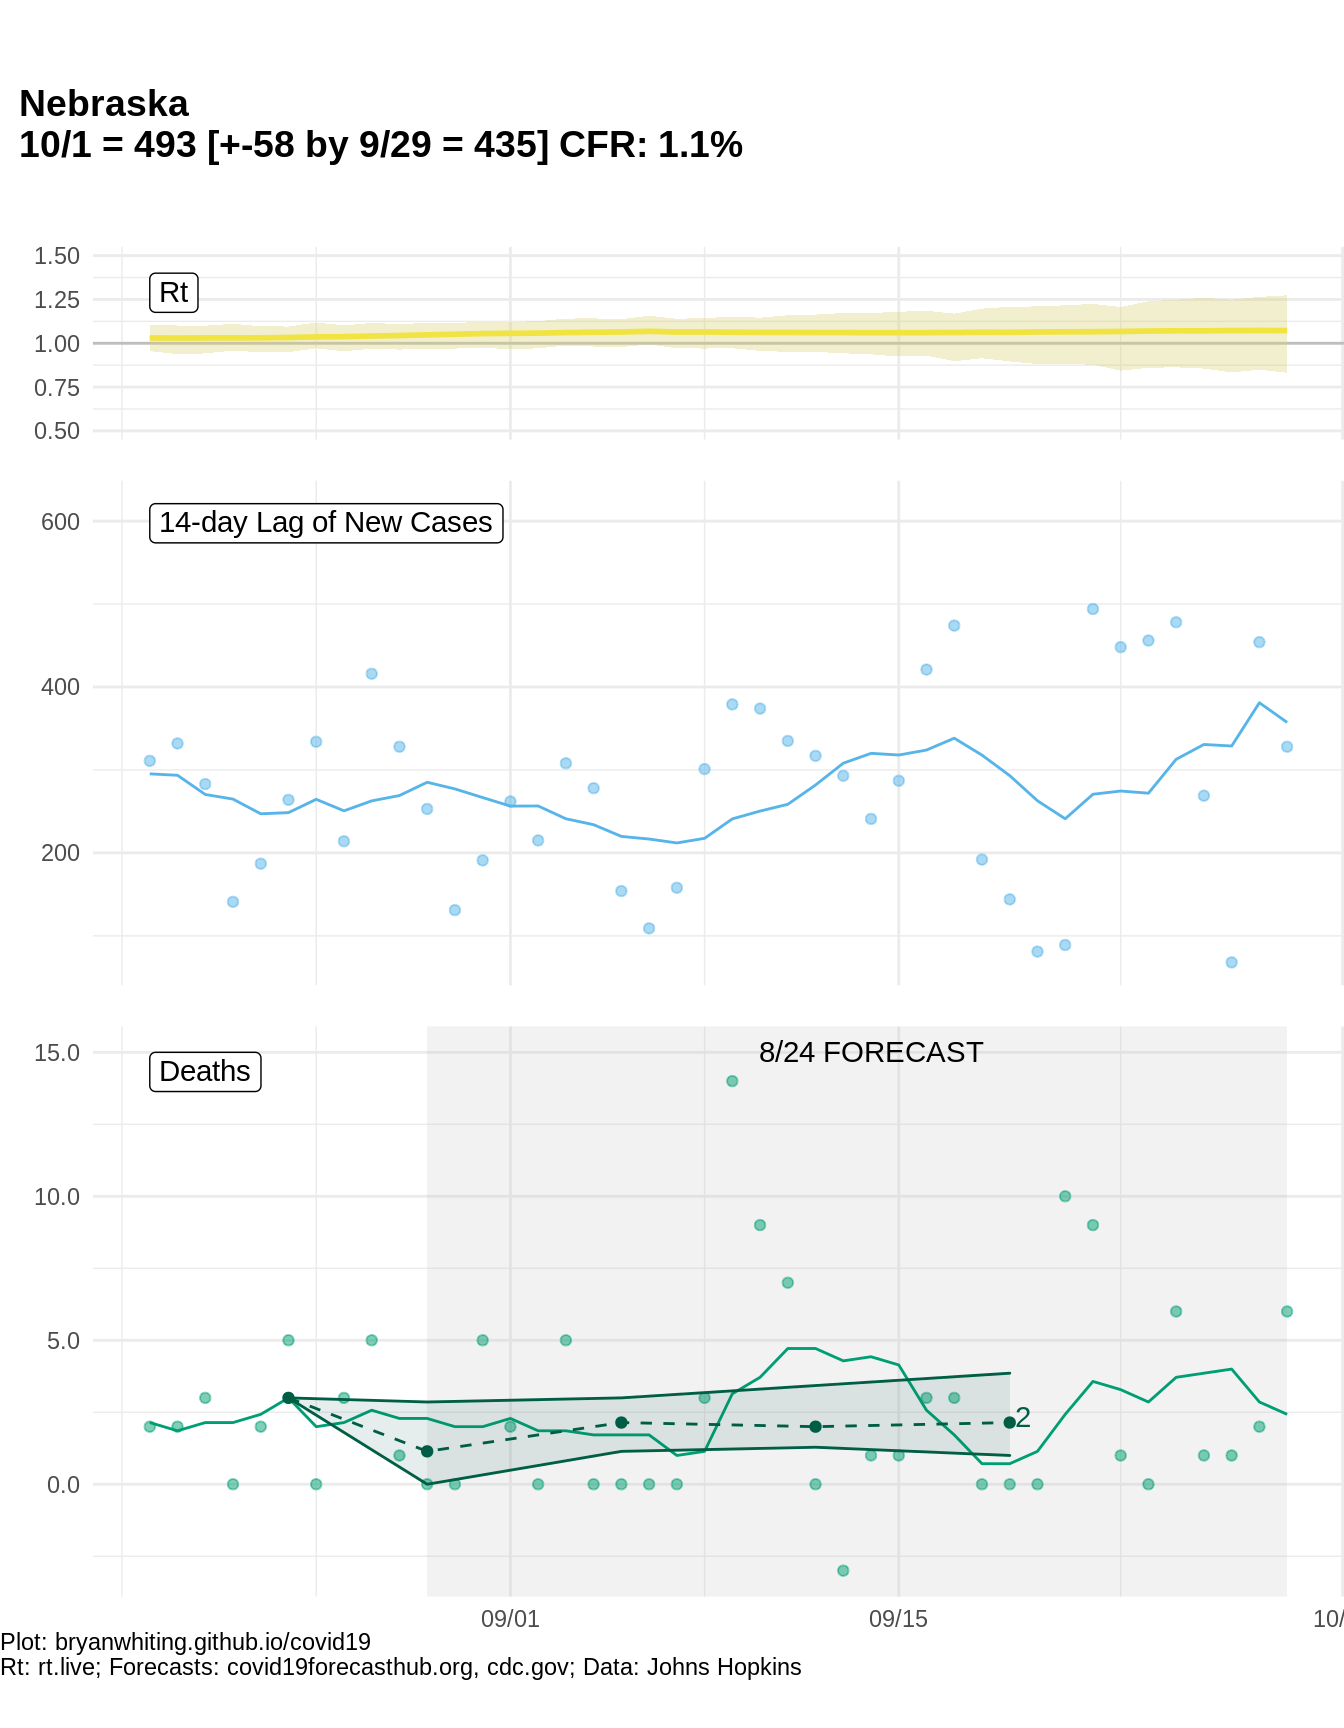 Nebraska
10/1 = 493 [+-58 by 9/29 = 435] CFR: 1.1%
1.50
Rt
1.25
1.00
0.75
0.50
14-day Lag of New Cases
600
400
200
8/24 FORECAST
15.0
Deaths
10.0
5.0
2
0.0
09/01
09/15
10/
Plot: bryanwhiting.github.io/covid19
Rt: rt.live; Forecasts: covid19forecasthub.org, cdc.gov; Data: Johns Hopkins